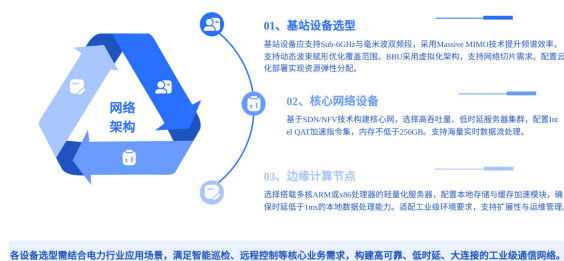 网络
架构
01、基站设备选型
基站设备应支持Sub-6GHz与毫米波双频段，采用Massive MIMO技术提升频谱效率，
支持动态波束赋形优化覆盖范围。BBU采用虚拟化架构，支持网络切片需求。配置云
化部署实现资源弹性分配。
02、核心网络设备
基于SDN/NFV技术构建核心网，选择高吞吐量、低时延服务器集群，配置Int
el QAT加速指令集，内存不低于256GB。支持海量实时数据流处理。
03、边缘计算节点
选择搭载多核ARM或x86处理器的轻量化服务器，配置本地存储与缓存加速模块，确
保时延低于1ms的本地数据处理能力。适配工业级环境要求，支持扩展性与运维管理。
各设备选型需结合电力行业应用场景，满足智能巡检、远程控制等核心业务需求，构建高可靠、低时延、大连接的工业级通信网络。